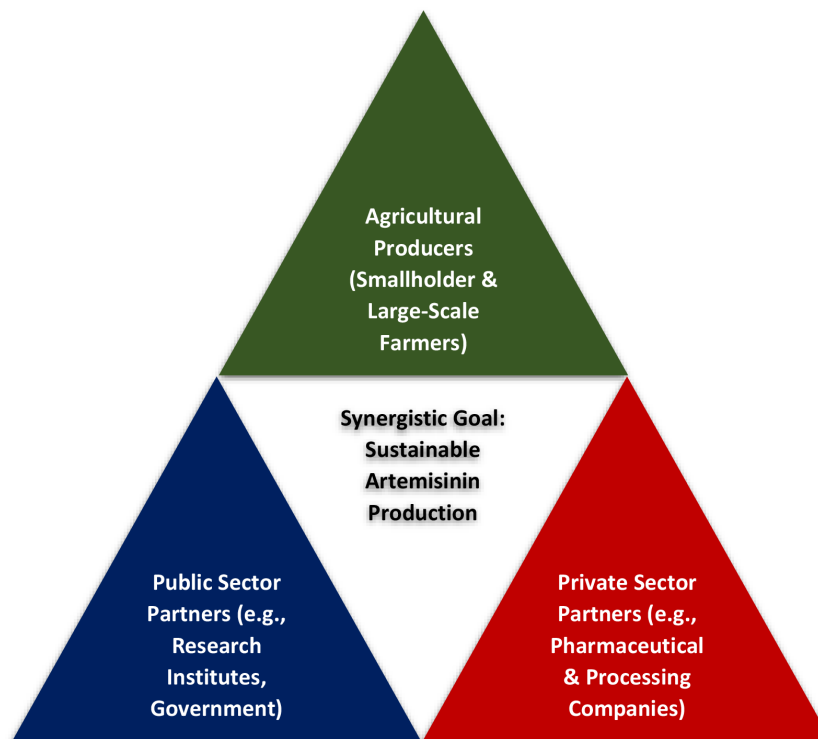 Agricultural
Producers
(Smallholder &
Large-Scale
Farmers)
Synergistic Goal:
Sustainable
Artemisinin
Production
Public Sector
Partners (e.g.,
Research
Institutes,
Government)
Private Sector
Partners (e.g.,
Pharmaceutical
& Processing
Companies)